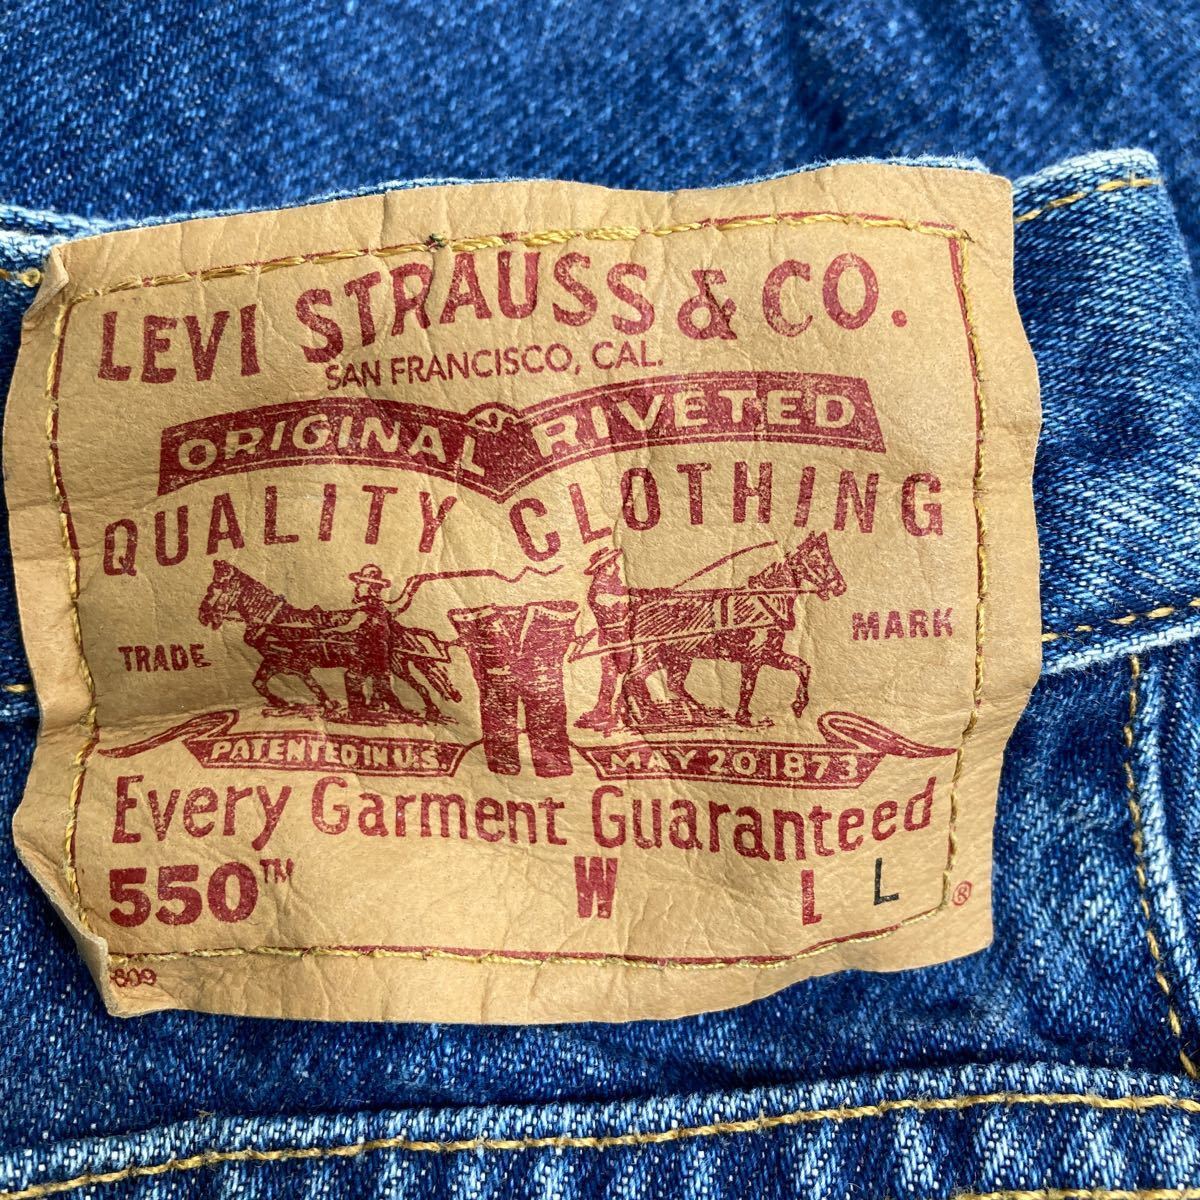 LEVI STRAUSS & CO.
SAN FRANCISCO, CAL.
ORIGINAL RIVETED
QUALITY CLOTHING
TRADE MARK
PATENTED IN U.S. MAY 20 1873
Every Garment Guaranteed
550™ W L L ®
609